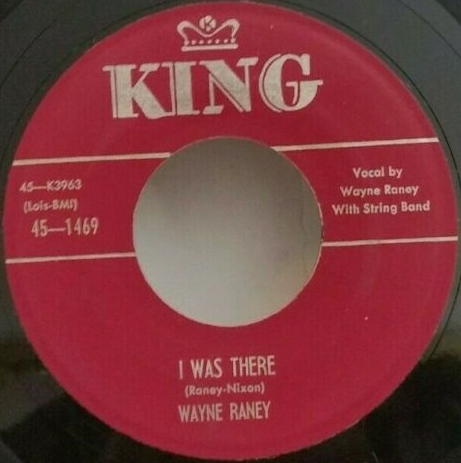 K
KING
45—K3963
(Lois-BMI)
45—1469
Vocal by
Wayne Raney
With String Band
I WAS THERE
(Raney-Nixon)
WAYNE RANEY